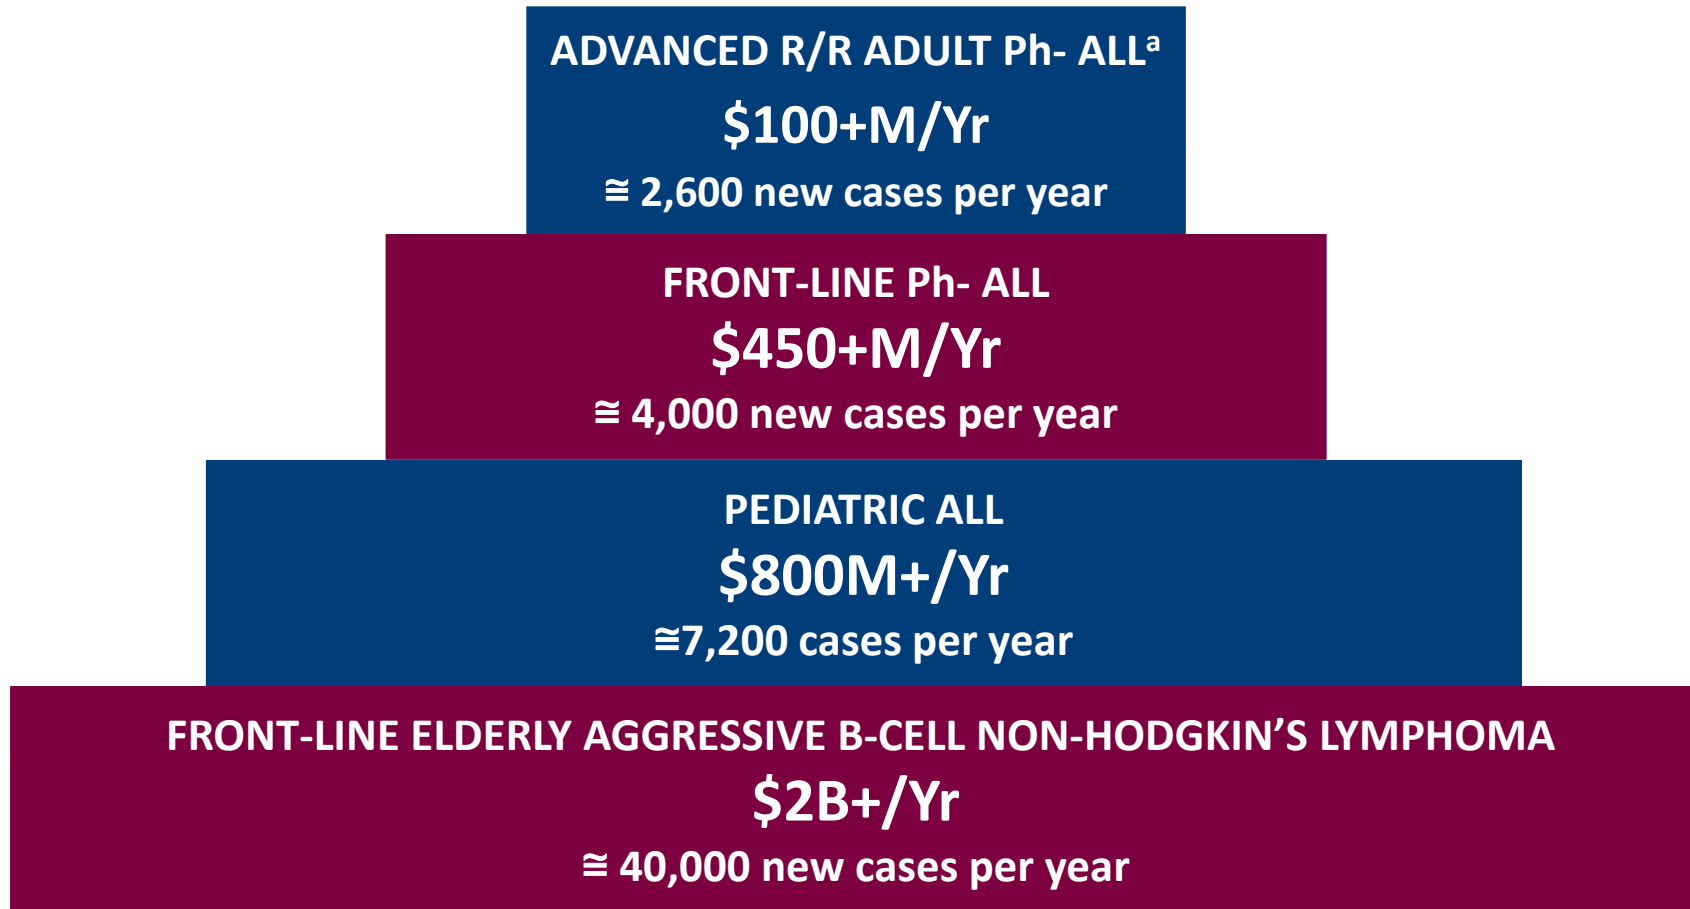 ADVANCED R/R ADULT Ph- ALLᵃ
$100+M/Yr
≅ 2,600 new cases per year
FRONT-LINE Ph- ALL
$450+M/Yr
≅ 4,000 new cases per year
PEDIATRIC ALL
$800M+/Yr
≅7,200 cases per year
FRONT-LINE ELDERLY AGGRESSIVE B-CELL NON-HODGKIN’S LYMPHOMA
$2B+/Yr
≅ 40,000 new cases per year